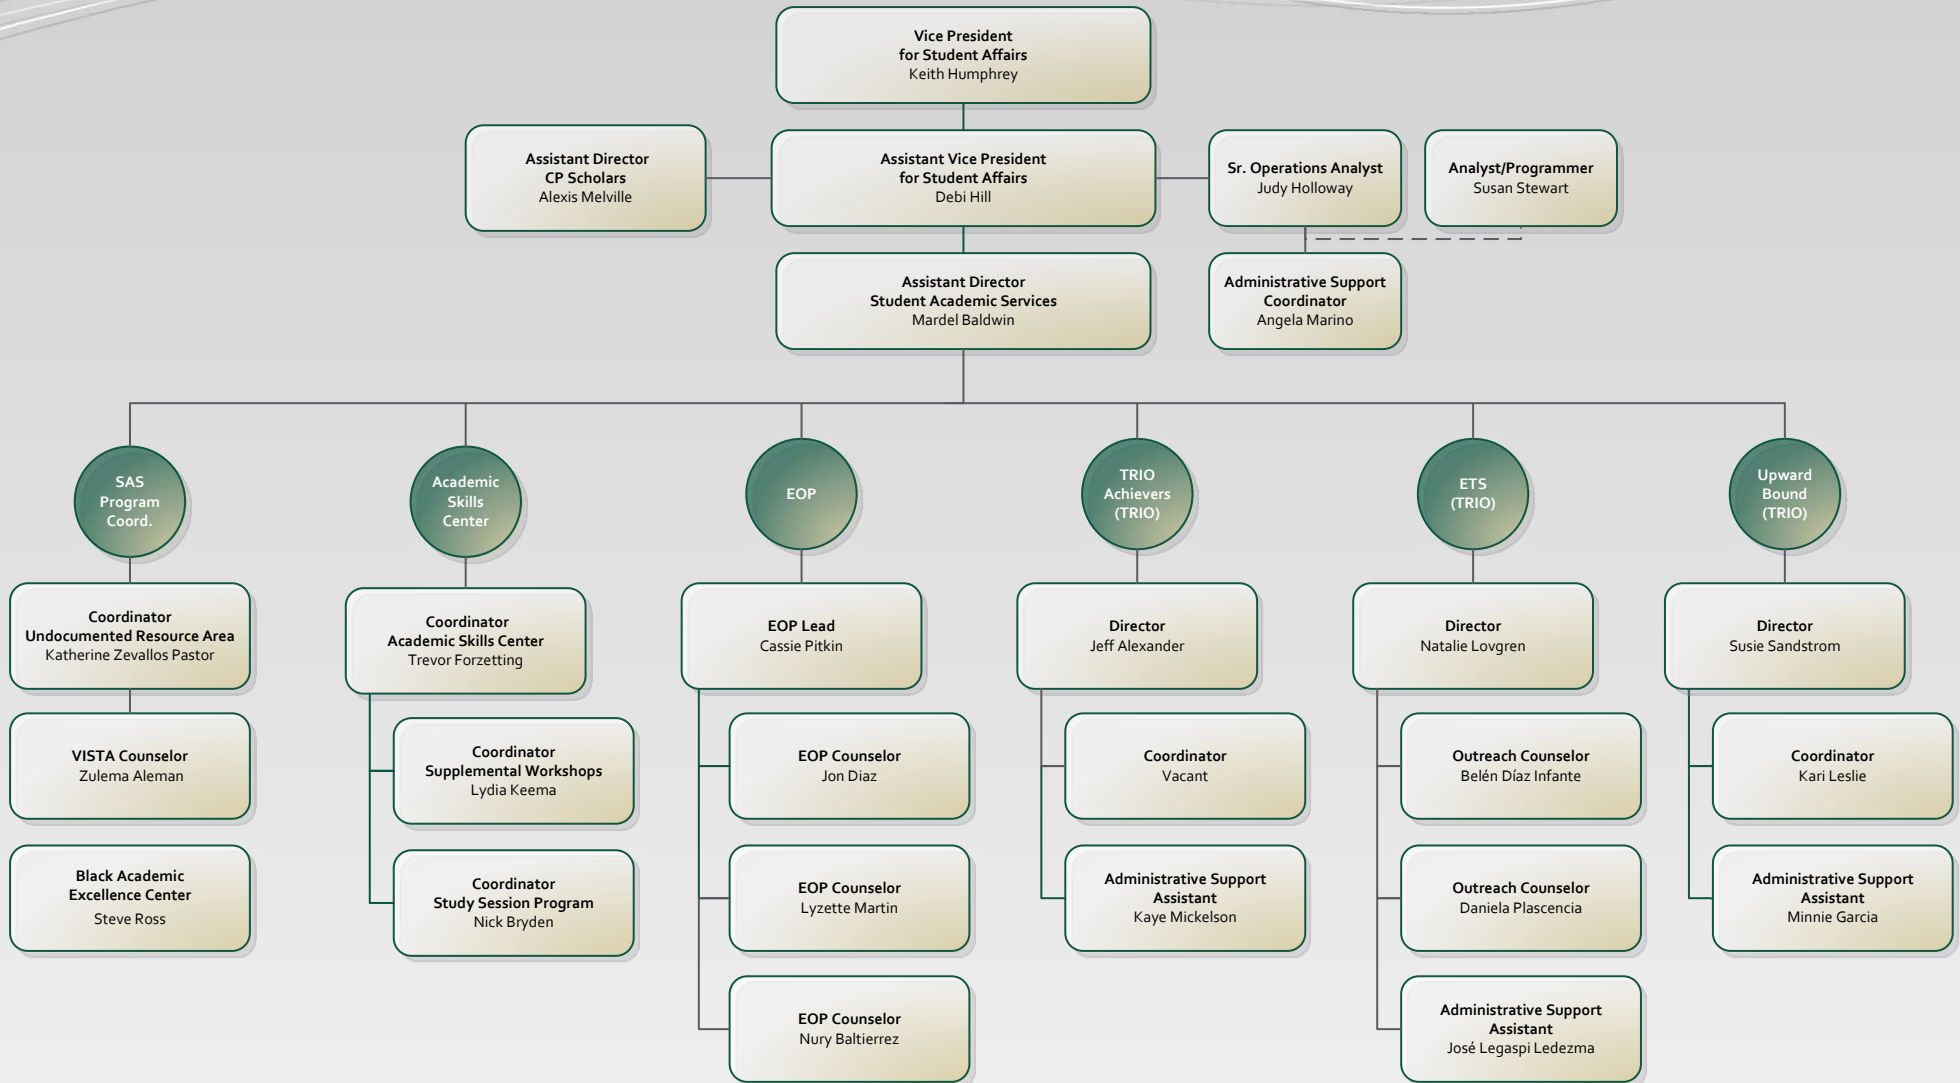 Vice President
for Student Affairs
Keith Humphrey
Assistant Director
CP Scholars
Alexis Melville
Assistant Vice President
for Student Affairs
Debi Hill
Sr. Operations Analyst
Judy Holloway
Analyst/Programmer
Susan Stewart
Assistant Director
Student Academic Services
Mardel Baldwin
Administrative Support
Coordinator
Angela Marino
SAS
Program
Coord.
Academic
Skills
Center
EOP
TRIO
Achievers
(TRIO)
ETS
(TRIO)
Upward
Bound
(TRIO)
Coordinator
Undocumented Resource Area
Katherine Zevallos Pastor
Coordinator
Academic Skills Center
Trevor Forzetting
EOP Lead
Cassie Pitkin
Director
Jeff Alexander
Director
Natalie Lovgren
Director
Susie Sandstrom
VISTA Counselor
Zulema Aleman
Coordinator
Supplemental Workshops
Lydia Keema
EOP Counselor
Jon Diaz
Coordinator
Vacant
Outreach Counselor
Belén Díaz Infante
Coordinator
Kari Leslie
Black Academic
Excellence Center
Steve Ross
Coordinator
Study Session Program
Nick Bryden
EOP Counselor
Lyzette Martin
Administrative Support
Assistant
Kaye Mickelson
Outreach Counselor
Daniela Plascencia
Administrative Support
Assistant
Minnie Garcia
EOP Counselor
Nury Baltierrez
Administrative Support
Assistant
José Legaspi Ledezma